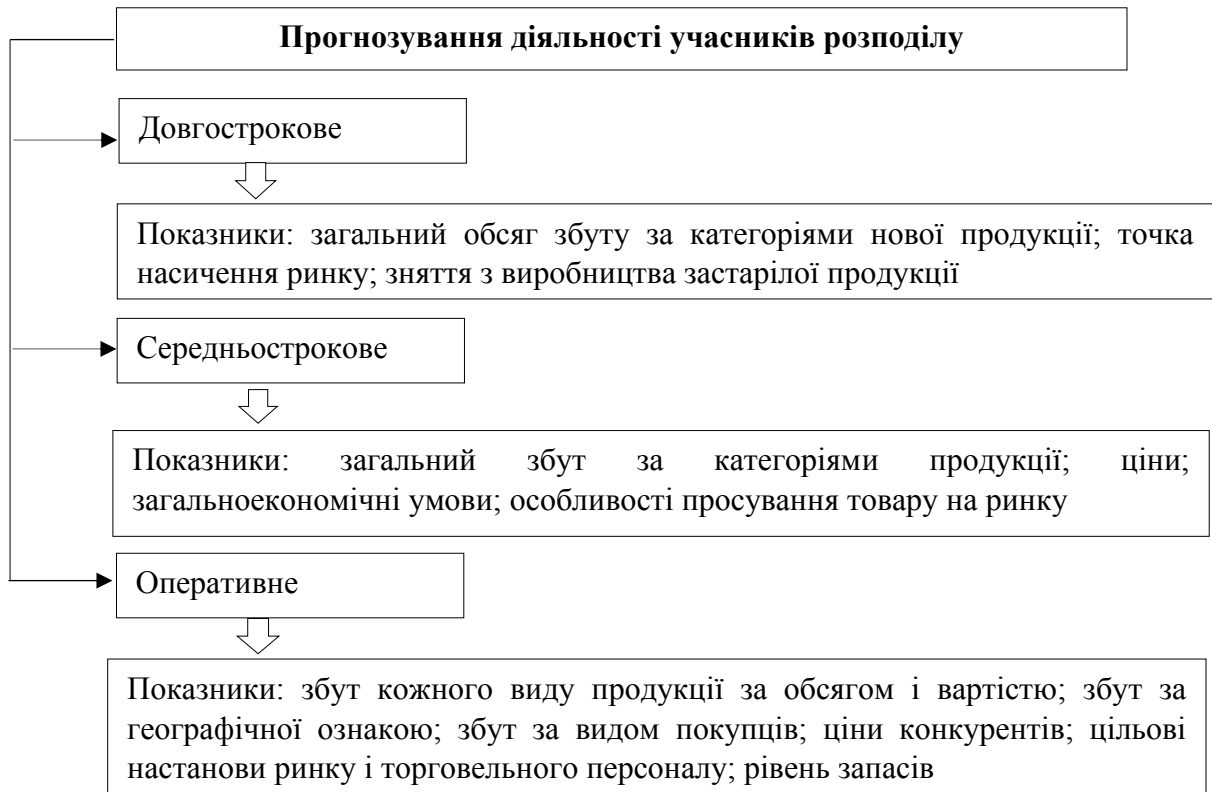 Прогнозування діяльності учасників розподілу
Довгострокове
Показники: загальний обсяг збуту за категоріями нової продукції; точка
насичення ринку; зняття з виробництва застарілої продукції
Середньострокове
Показники: загальний збут за категоріями продукції; ціни;
загальноекономічні умови; особливості просування товару на ринку
Оперативне
Показники: збут кожного виду продукції за обсягом і вартістю; збут за
географічної ознакою; збут за видом покупців; ціни конкурентів; цільові
настанови ринку і торговельного персоналу; рівень запасів